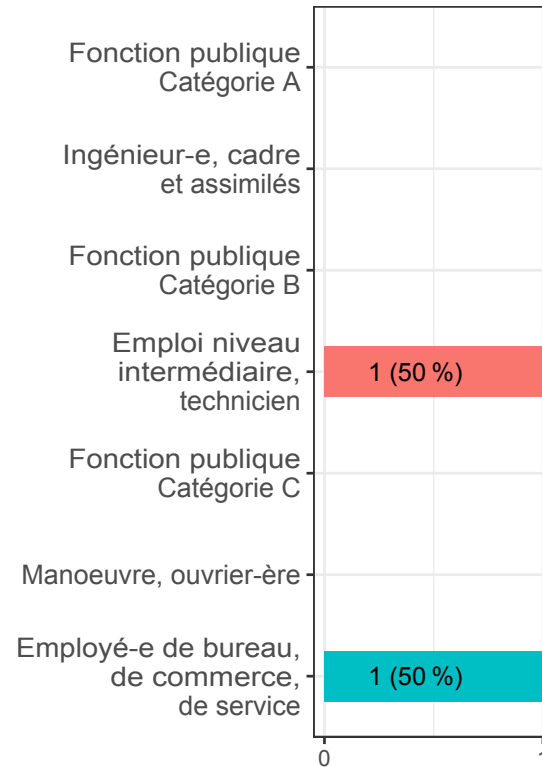 Fonction publique
Catégorie A
Ingénieur-e, cadre
et assimilés
Fonction publique
Catégorie B
Emploi niveau
intermédiaire,
technicien
1 (50 %)
Fonction publique
Catégorie C
Manoeuvre, ouvrier-ère
Employé-e de bureau,
de commerce,
de service
1 (50 %)
0 1